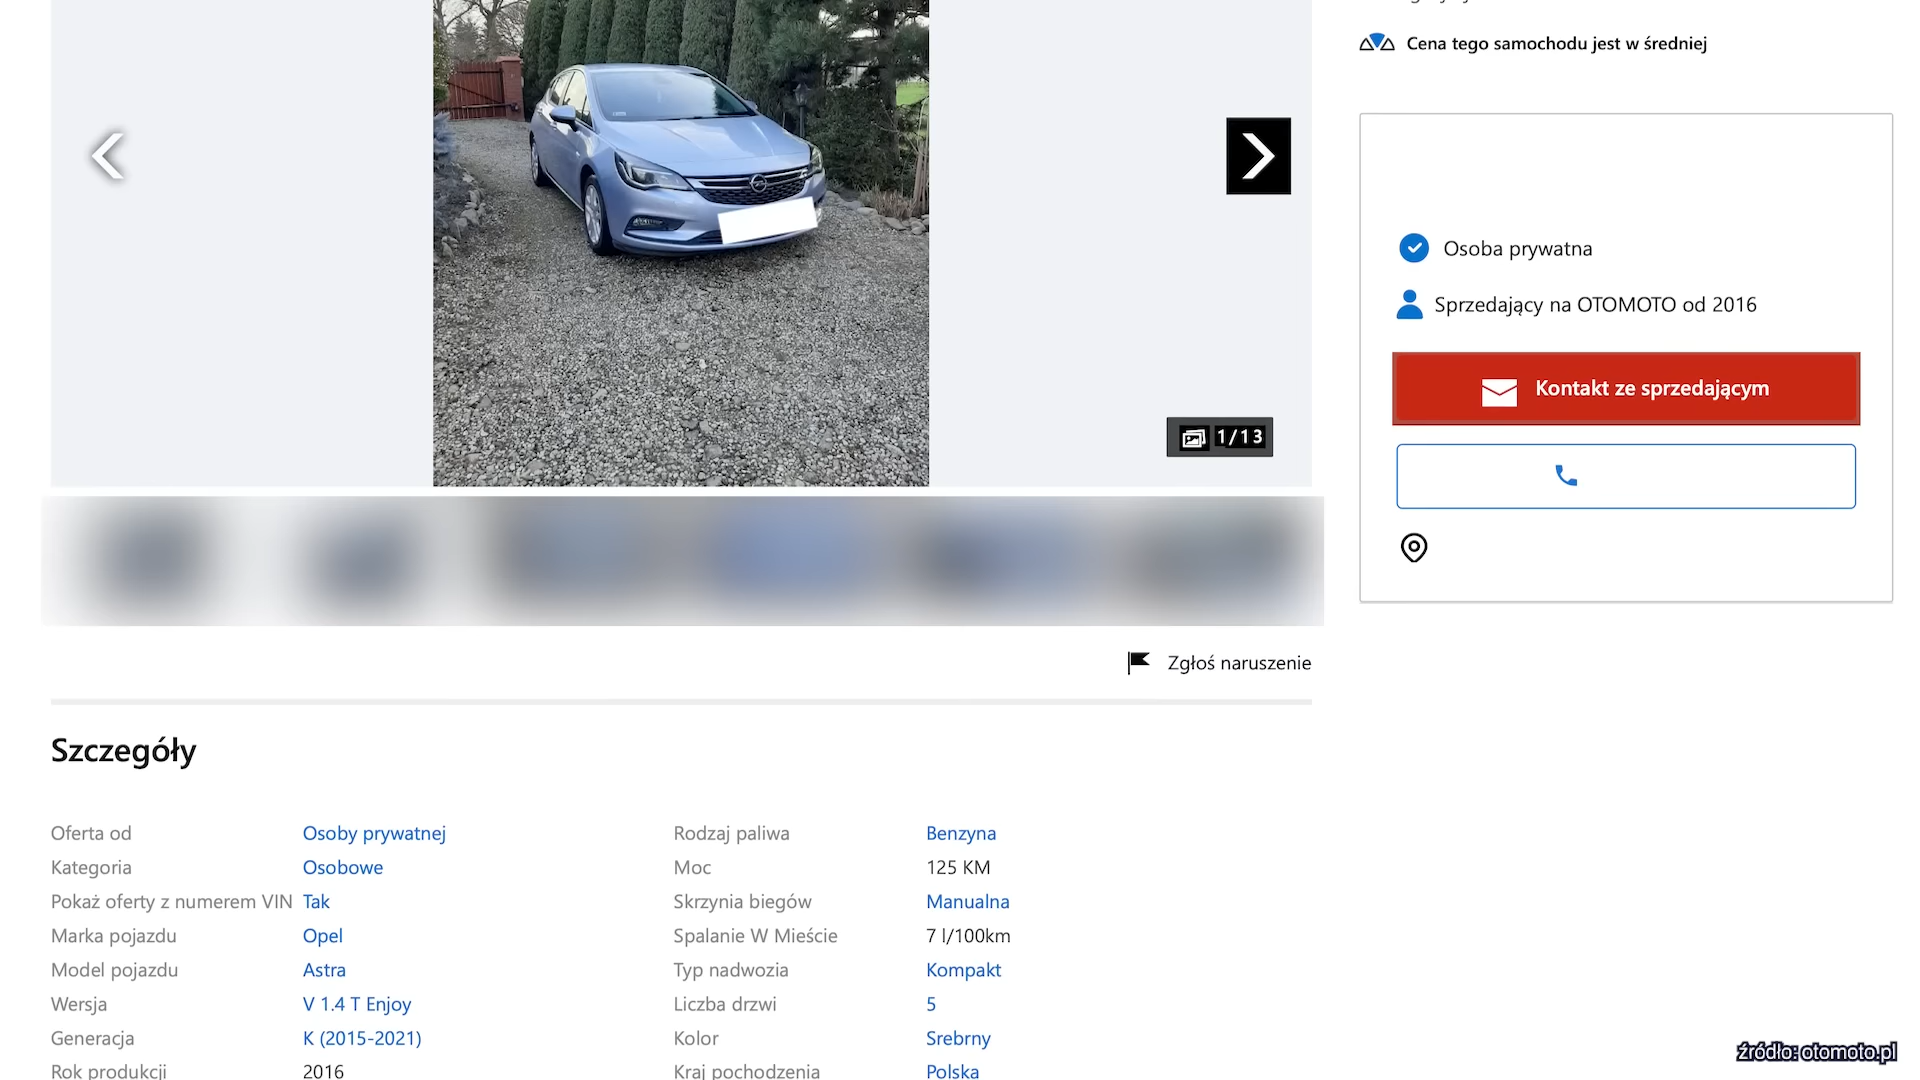 Cena tego samochodu jest w średniej
Osoba prywatna
Sprzedający na OTOMOTO od 2016
Kontakt ze sprzedającym
1/13
Zgłoś naruszenie
Szczegóły
Oferta od Osoby prywatnej Rodzaj paliwa Benzyna
Kategoria Osobowe Moc 125 KM
Pokaż oferty z numerem VIN Tak Skrzynia biegów Manualna
Marka pojazdu Opel Spalanie W Mieście 7 l/100km
Model pojazdu Astra Typ nadwozia Kompakt
Wersja V 1.4 T Enjoy Liczba drzwi 5
Generacja K (2015-2021) Kolor Srebrny
Rok produkcji 2016 Kraj pochodzenia Polska
źródło: otomoto.pl